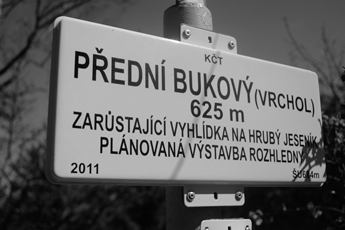 KČT
PŘEDNÍ BUKOVÝ (VRCHOL)
625 m
ZARŮSTAJÍCÍ VYHLÍDKA NA HRUBÝ JESENÍK
PLÁNOVANÁ VÝSTAVBA ROZHLEDNY
2011